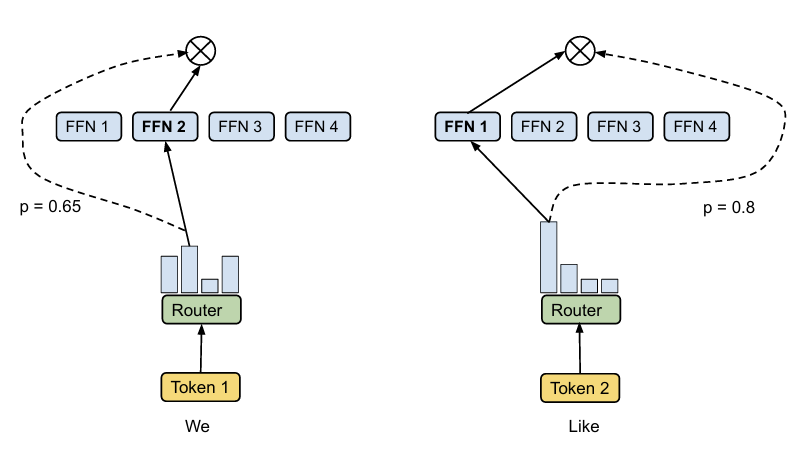 FFN 1 FFN 2 FFN 3 FFN 4 FFN 1 FFN 2 FFN 3 FFN 4
p = 0.65 p = 0.8
Router Router
Token 1 Token 2
We Like